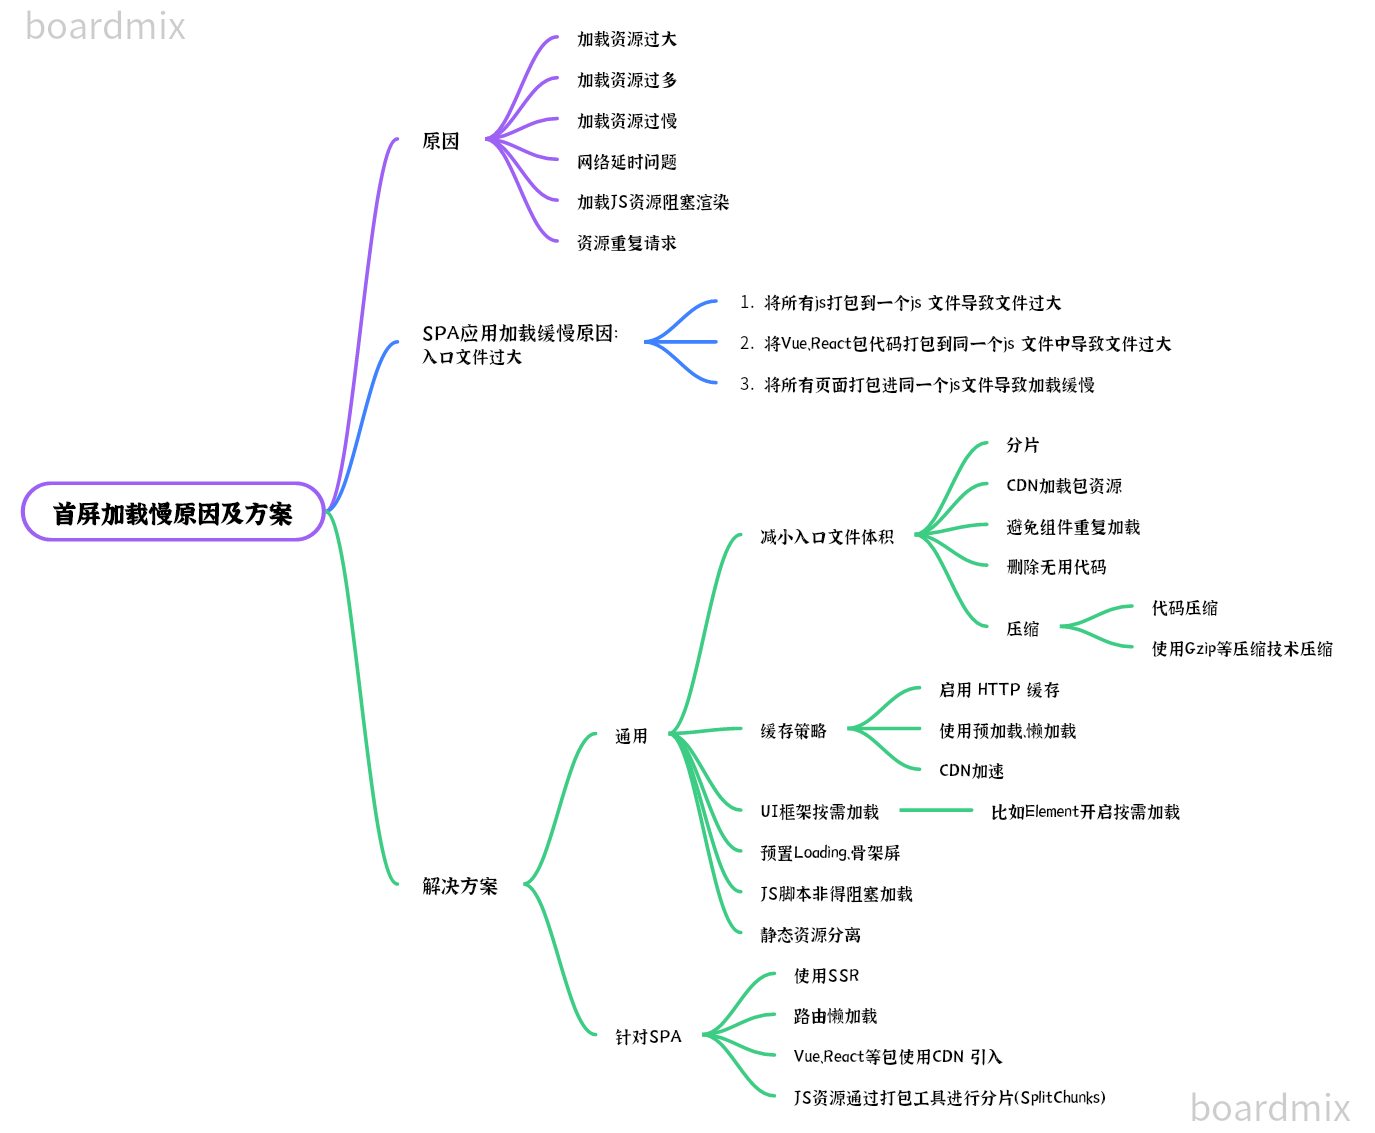 boardmix
首屏加载慢原因及方案
原因
加载资源过大
加载资源过多
加载资源过慢
网络延时问题
加载JS资源阻塞渲染
资源重复请求
SPA应用加载缓慢原因:
入口文件过大
1. 将所有js打包到一个js 文件导致文件过大
2. 将Vue、React包代码打包到同一个js 文件中导致文件过大
3. 将所有页面打包进同一个js文件导致加载缓慢
解决方案
通用
减小入口文件体积
分片
CDN加载包资源
避免组件重复加载
删除无用代码
压缩
代码压缩
使用Gzip等压缩技术压缩
缓存策略
启用 HTTP 缓存
使用预加载、懒加载
CDN加速
UI框架按需加载
比如Element开启按需加载
预置Loading、骨架屏
JS脚本非得阻塞加载
静态资源分离
针对SPA
使用SSR
路由懒加载
Vue、React等包使用CDN 引入
JS资源通过打包工具进行分片(SplitChunks)
boardmix